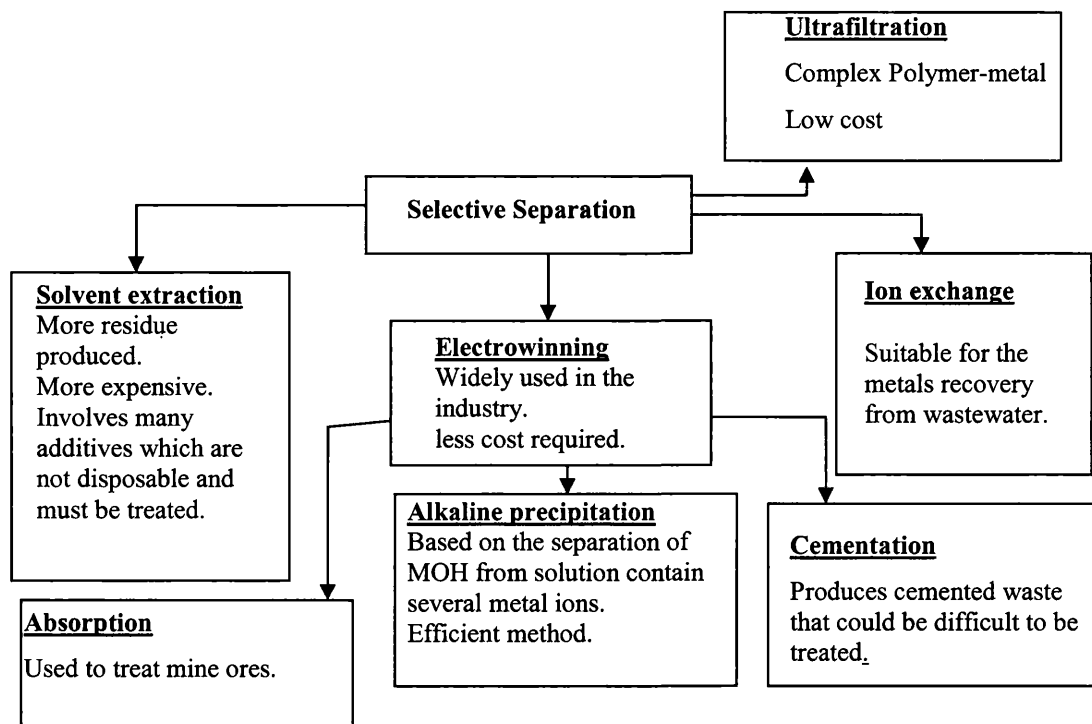 Ultrafiltration
Complex Polymer-metal
Low cost
Selective Separation
Solvent extraction
More residue
produced.
More expensive.
Involves many
additives which are
not disposable and
must be treated.
Electrowinning
Widely used in the
industry.
less cost required.
Ion exchange
Suitable for the
metals recovery
from wastewater.
Absorption
Used to treat mine ores.
Alkaline precipitation
Based on the separation of
MOH from solution contain
several metal ions.
Efficient method.
Cementation
Produces cemented waste
that could be difficult to be
treated.